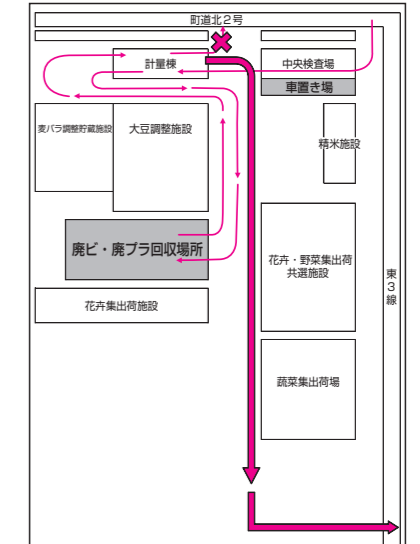 町道北2号
計量棟
中央検査場
車置き場
麦バラ調整貯蔵施設
大豆調整施設
精米施設
廃ビ・廃プラ回収場所
花卉・野菜集出荷
共選施設
東3線
花卉集出荷施設
蔬菜集出荷場